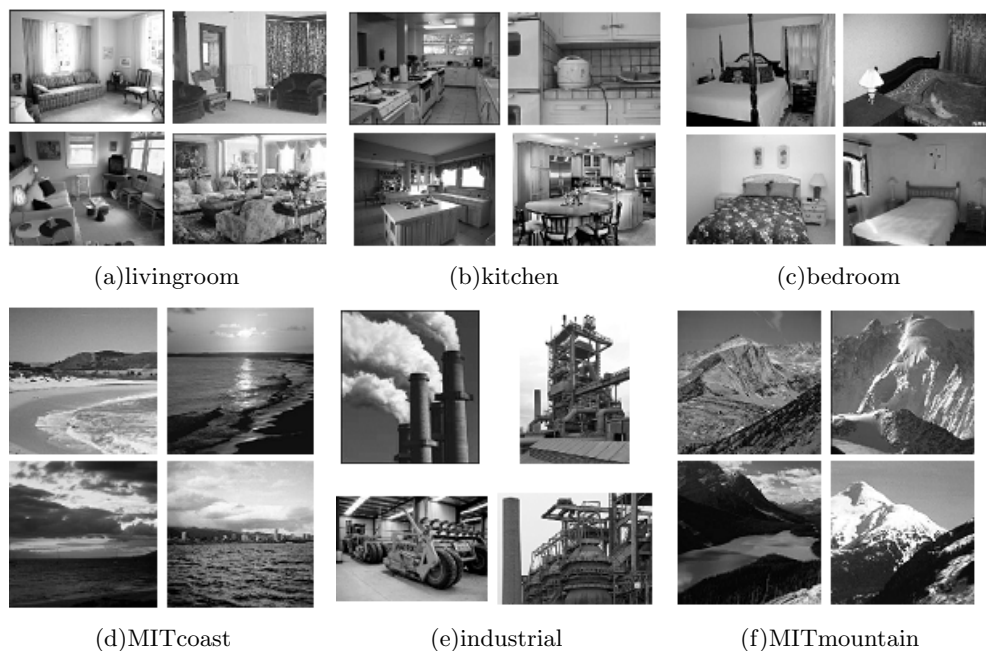 (a)livingroom
(b)kitchen
(c)bedroom
(d)MITcoast
(e)industrial
(f)MITmountain